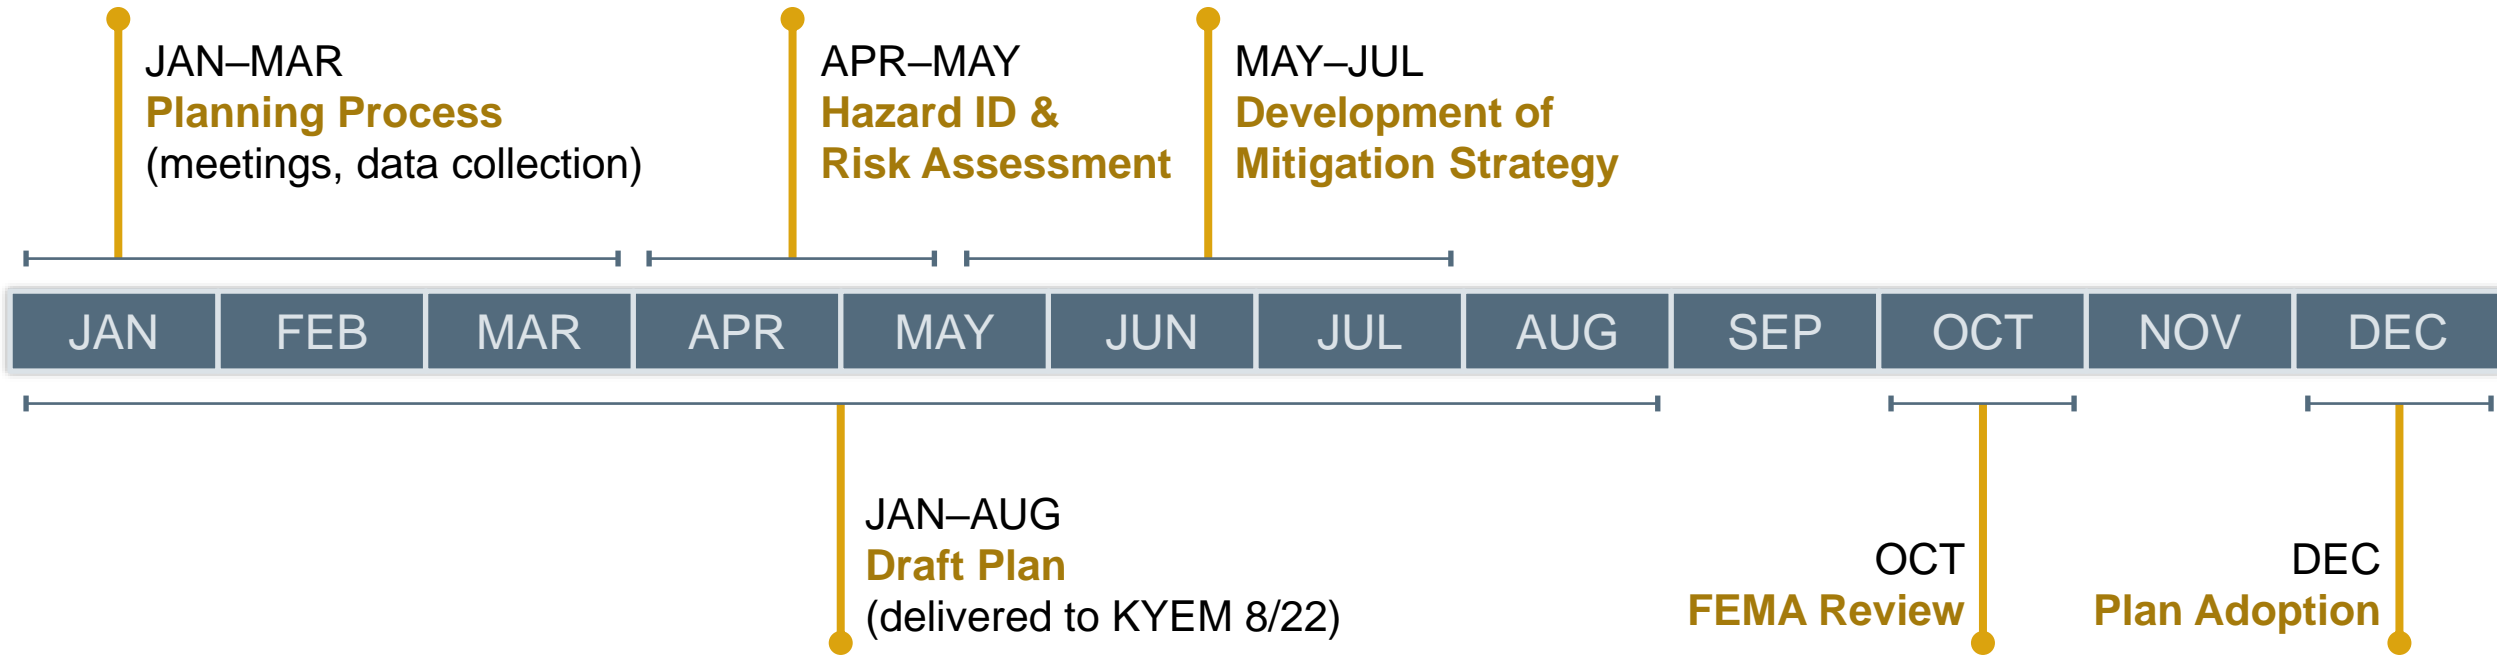 JAN–MAR
Planning Process
(meetings, data collection)
APR–MAY
Hazard ID &
Risk Assessment
MAY–JUL
Development of
Mitigation Strategy
JAN FEB MAR APR MAY JUN JUL AUG SEP OCT NOV DEC
JAN–AUG
Draft Plan
(delivered to KYEM 8/22)
OCT
FEMA Review
DEC
Plan Adoption